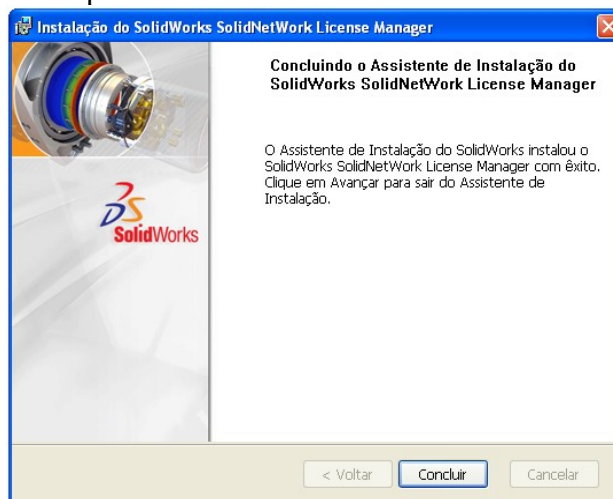 Instalação do SolidWorks SolidNetWork License Manager
Concluindo o Assistente de Instalação do
SolidWorks SolidNetWork License Manager
O Assistente de Instalação do SolidWorks instalou o
SolidWorks SolidNetWork License Manager com êxito.
Clique em Avançar para sair do Assistente de
Instalação.
SolidWorks
< Voltar
Concluir
Cancelar